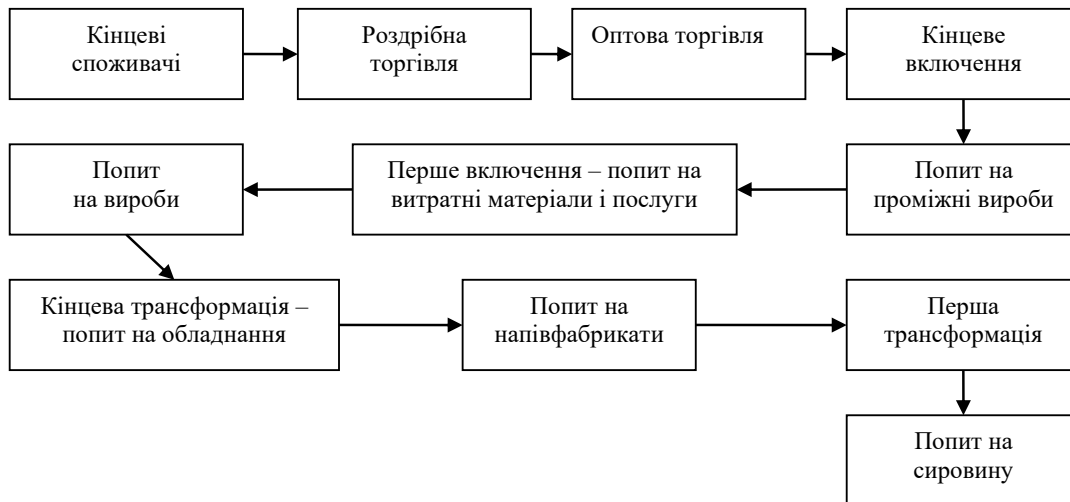 Кінцеві
споживачі
Роздрібна
торгівля
Оптова торгівля
Кінцеве
включення
Попит
на вироби
Перше включення – попит на
витратні матеріали і послуги
Попит на
проміжні вироби
Кінцева трансформація –
попит на обладнання
Попит на
напівфабрикати
Перша
трансформація
Попит на
сировину